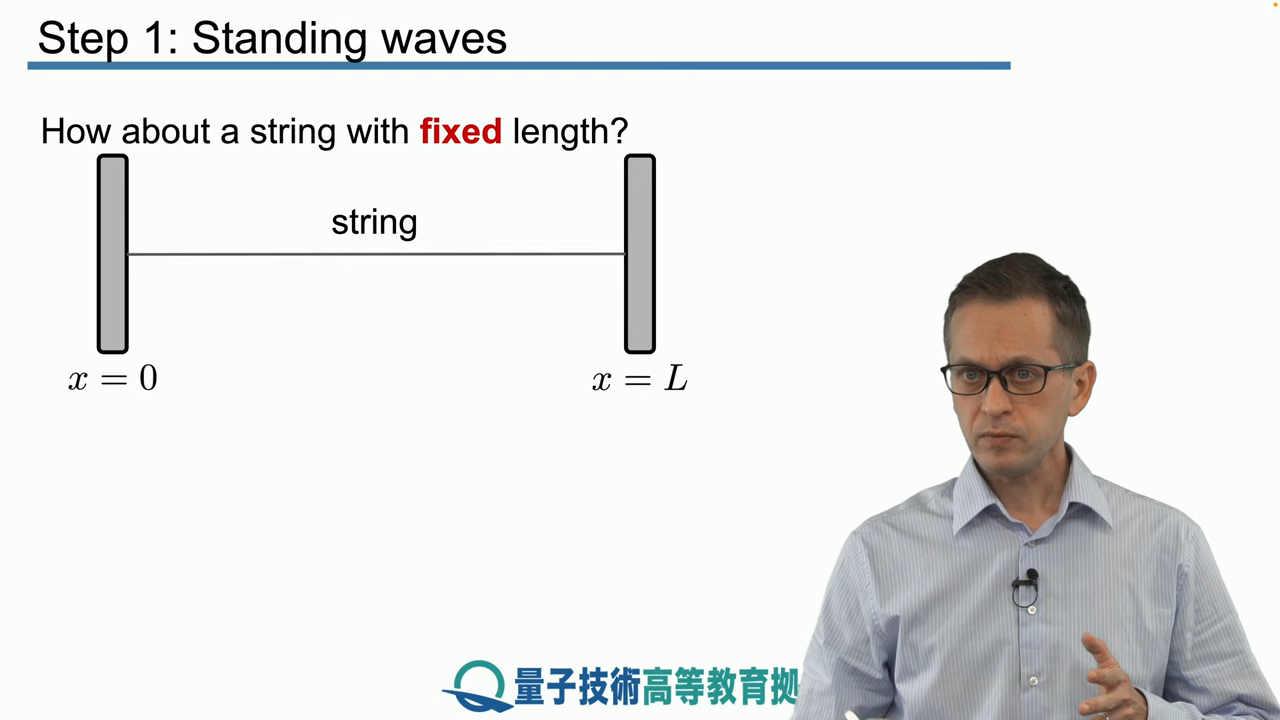 Step 1: Standing waves
How about a string with fixed length?
string
x = 0
x = L
量子技術高等教育拠